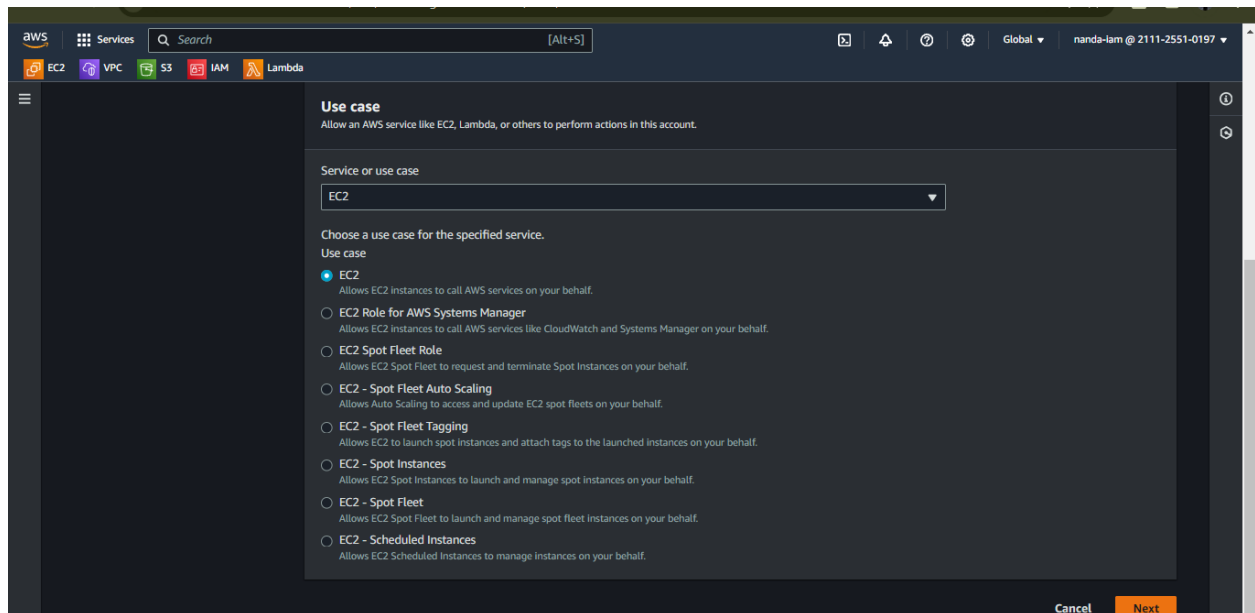 aws
Services
Search
[Alt+S]
Global
nanda-iam @ 2111-2551-0197
EC2
VPC
S3
IAM
Lambda
Use case
Allow an AWS service like EC2, Lambda, or others to perform actions in this account.
Service or use case
EC2
Choose a use case for the specified service.
Use case
EC2
Allows EC2 instances to call AWS services on your behalf.
EC2 Role for AWS Systems Manager
Allows EC2 instances to call AWS services like CloudWatch and Systems Manager on your behalf.
EC2 Spot Fleet Role
Allows EC2 Spot Fleet to request and terminate Spot Instances on your behalf.
EC2 - Spot Fleet Auto Scaling
Allows Auto Scaling to access and update EC2 spot fleets on your behalf.
EC2 - Spot Fleet Tagging
Allows EC2 to launch spot instances and attach tags to the launched instances on your behalf.
EC2 - Spot Instances
Allows EC2 Spot Instances to launch and manage spot instances on your behalf.
EC2 - Spot Fleet
Allows EC2 Spot Fleet to launch and manage spot fleet instances on your behalf.
EC2 - Scheduled Instances
Allows EC2 Scheduled Instances to manage instances on your behalf.
Cancel
Next